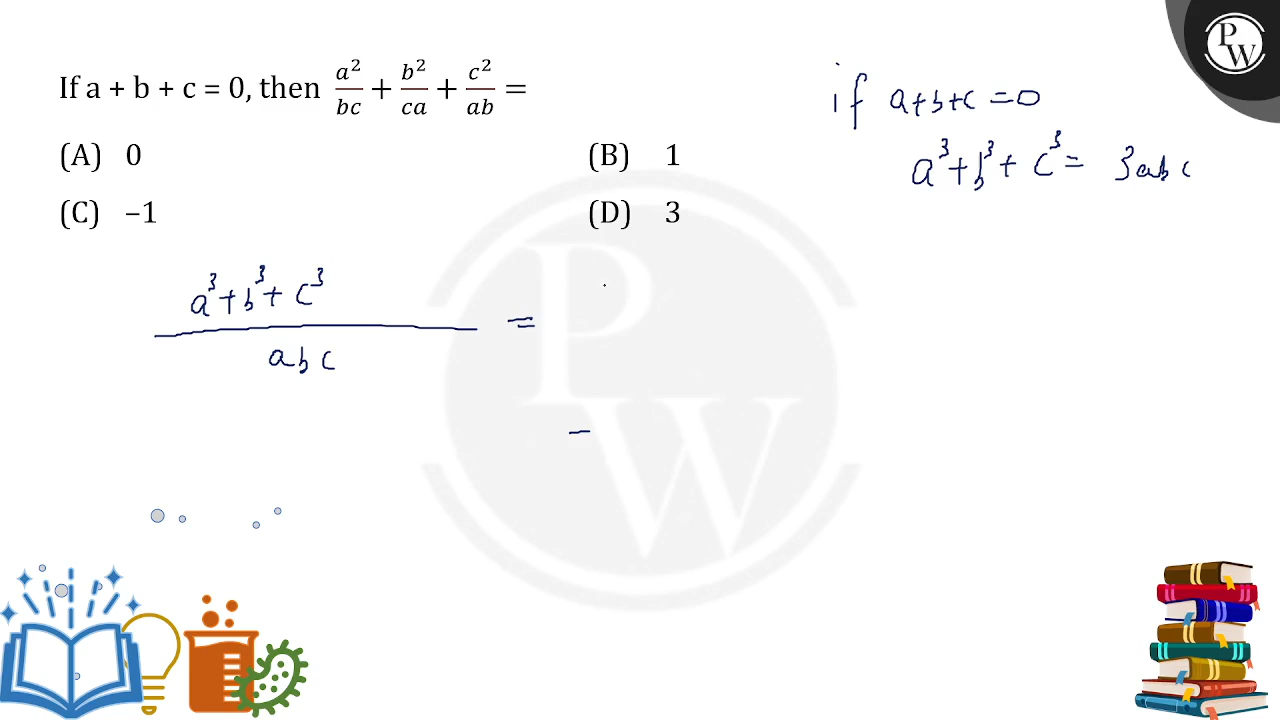 P
W
If a + b + c = 0, then a²/bc + b²/ca + c²/ab =
if a+b+c =0
a³+b³+ c³= 3abc
(A) 0 (B) 1
(C) –1 (D) 3
a³+b³+ c³
abc
=
–
P
W